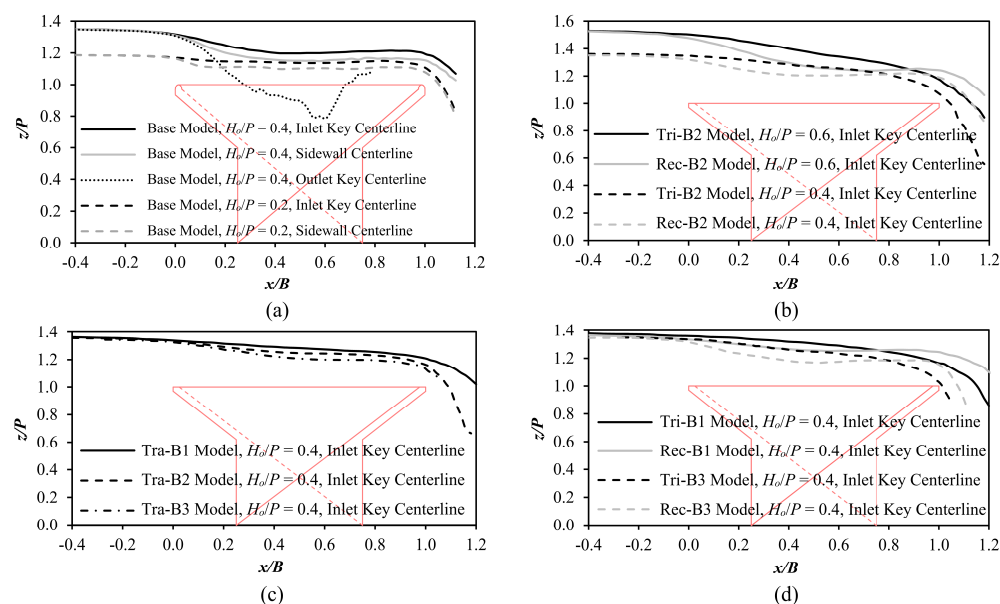 1.4
1.2
1.0
0.8
0.6
0.4
0.2
0.0
z/P
Base Model, Ho/P − 0.4, Inlet Key Centerline
Base Model, Ho/P = 0.4, Sidewall Centerline
Base Model, Ho/P = 0.4, Outlet Key Centerline
Base Model, Ho/P = 0.2, Inlet Key Centerline
Base Model, Ho/P = 0.2, Sidewall Centerline
-0.4 -0.2 0.0 0.2 0.4 0.6 0.8 1.0 1.2
x/B
(a)
1.6
1.4
1.2
1.0
0.8
0.6
0.4
0.2
0.0
z/P
Tri-B2 Model, Ho/P = 0.6, Inlet Key Centerline
Rec-B2 Model, Ho/P = 0.6, Inlet Key Centerline
Tri-B2 Model, Ho/P = 0.4, Inlet Key Centerline
Rec-B2 Model, Ho/P = 0.4, Inlet Key Centerline
-0.4 -0.2 0.0 0.2 0.4 0.6 0.8 1.0 1.2
x/B
(b)
1.4
1.2
1.0
0.8
0.6
0.4
0.2
0.0
z/P
Tra-B1 Model, Ho/P = 0.4, Inlet Key Centerline
Tra-B2 Model, Ho/P = 0.4, Inlet Key Centerline
Tra-B3 Model, Ho/P = 0.4, Inlet Key Centerline
-0.4 -0.2 0.0 0.2 0.4 0.6 0.8 1.0 1.2
x/B
(c)
1.4
1.2
1.0
0.8
0.6
0.4
0.2
0.0
z/P
Tri-B1 Model, Ho/P = 0.4, Inlet Key Centerline
Rec-B1 Model, Ho/P = 0.4, Inlet Key Centerline
Tri-B3 Model, Ho/P = 0.4, Inlet Key Centerline
Rec-B3 Model, Ho/P = 0.4, Inlet Key Centerline
-0.4 -0.2 0.0 0.2 0.4 0.6 0.8 1.0 1.2
x/B
(d)